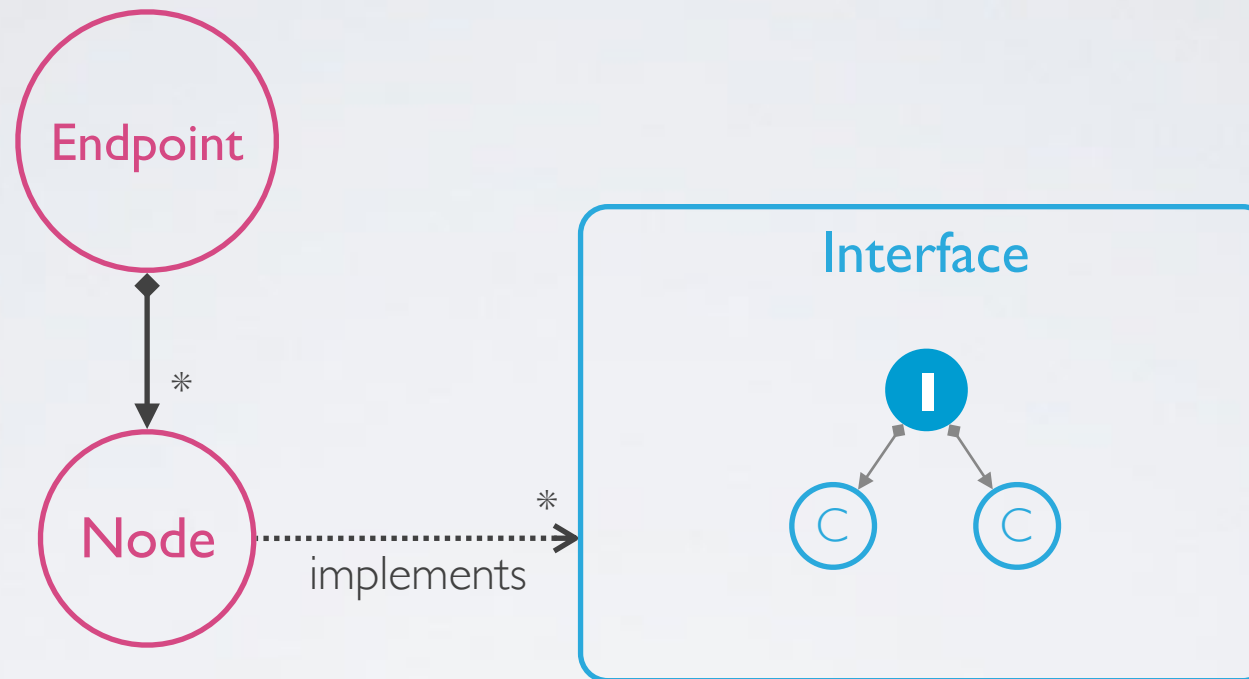 Endpoint
*
Interface
I
C C
*
Node
implements